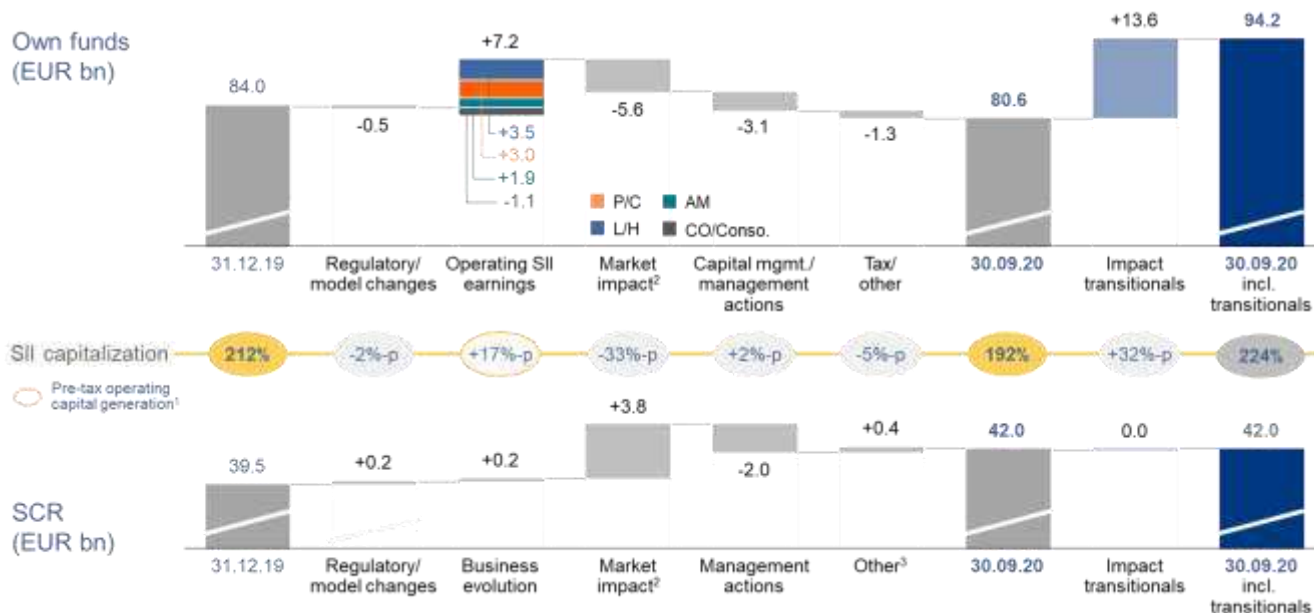 Own funds
(EUR bn)
84.0
-0.5
+7.2
+3.5
+3.0
+1.9
-1.1
-5.6
-3.1
-1.3
80.6
+13.6
94.2
P/C
AM
L/H
CO/Conso.
31.12.19
Regulatory/
model changes
Operating SII
earnings
Market
impact²
Capital mgmt./
management
actions
Tax/
other
30.09.20
Impact
transitionals
30.09.20
incl.
transitionals
SII capitalization
212%
-2%-p
+17%-p
-33%-p
+2%-p
-5%-p
192%
+32%-p
224%
Pre-tax operating
capital generation¹
SCR
(EUR bn)
39.5
+0.2
+0.2
+3.8
-2.0
+0.4
42.0
0.0
42.0
31.12.19
Regulatory/
model changes
Business
evolution
Market
impact²
Management
actions
Other³
30.09.20
Impact
transitionals
30.09.20
incl.
transitionals